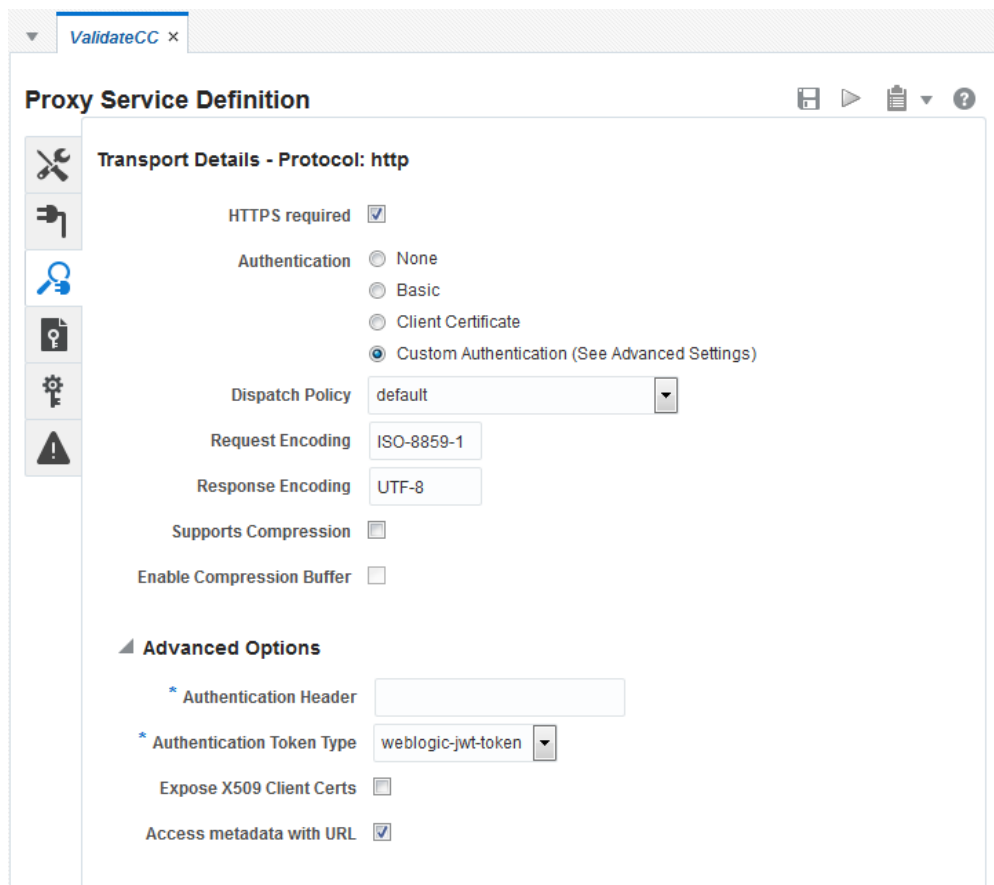 ValidateCC ×
Proxy Service Definition
Transport Details - Protocol: http
HTTPS required
Authentication None
Basic
Client Certificate
Custom Authentication (See Advanced Settings)
Dispatch Policy default
Request Encoding ISO-8859-1
Response Encoding UTF-8
Supports Compression
Enable Compression Buffer
Advanced Options
* Authentication Header
* Authentication Token Type weblogic-jwt-token
Expose X509 Client Certs
Access metadata with URL